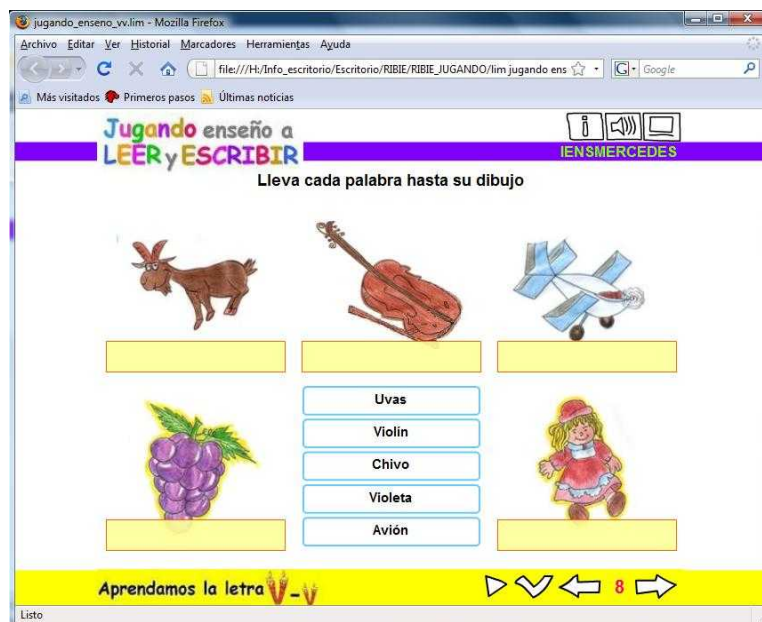 jugando_enseno_vv.lim - Mozilla Firefox
Archivo Editar Ver Historial Marcadores Herramientas Ayuda
file:///H:/Info_escritorio/Escritorio/RIBIE/RIBIE_JUGANDO/lim jugando ens
G Google
Más visitados Primeros pasos Últimas noticias
Jugando enseño a
LEER y ESCRIBIR
i
IENSMERCEDES
Lleva cada palabra hasta su dibujo
Uvas
Violín
Chivo
Violeta
Avión
Aprendamos la letra V-v
8
Listo